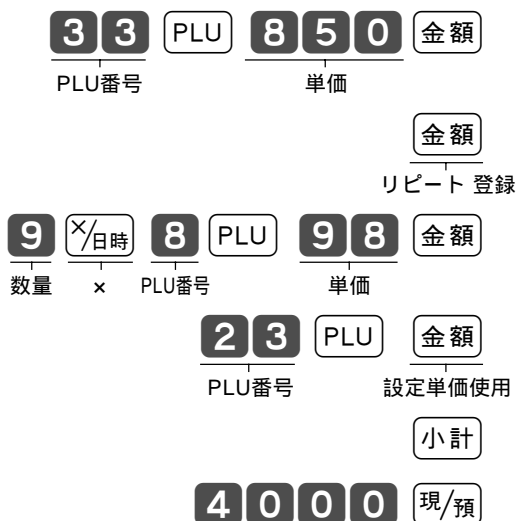 3 3 PLU 8 5 0 金額
PLU番号 単価
金額
リピート 登録
9 ×/日時 8 PLU 9 8 金額
数量 × PLU番号 単価
2 3 PLU 金額
PLU番号 設定単価使用
小計
4 0 0 0 現/預